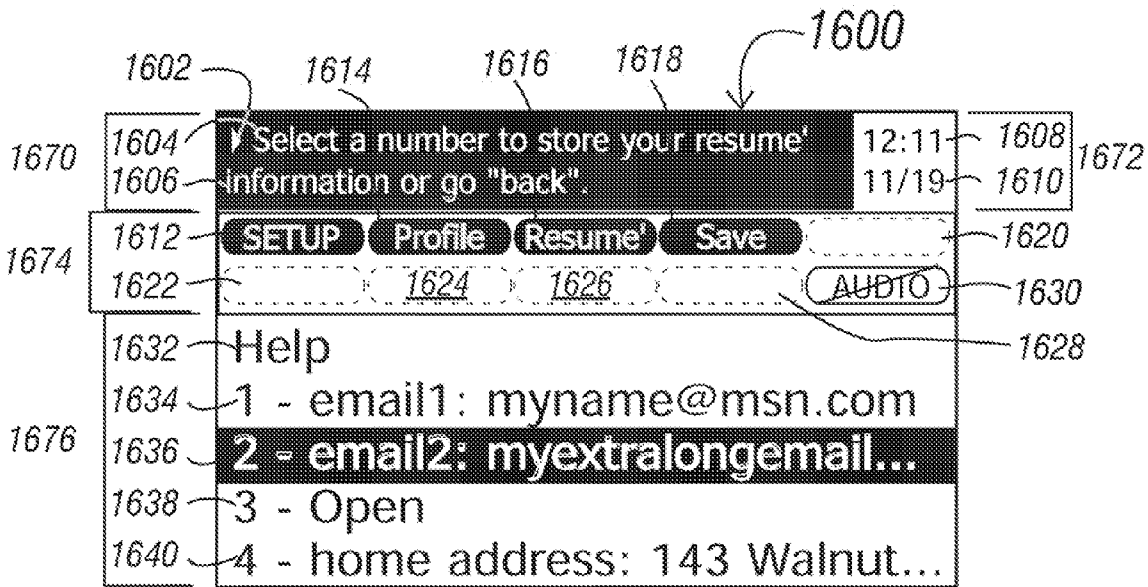 1600
1602 1614 1616 1618
1670 1604 Select a number to store your resume' 12:11 1608 1672
1606 information or go "back". 11/19 1610
1674 1612 SETUP Profile Resume' Save 1620
1622 1624 1626 AUDIO 1630
1632 Help 1628
1634 1 - email1: myname@msn.com
1676 1636 2 - email2: myextralongemail...
1638 3 - Open
1640 4 - home address: 143 Walnut...